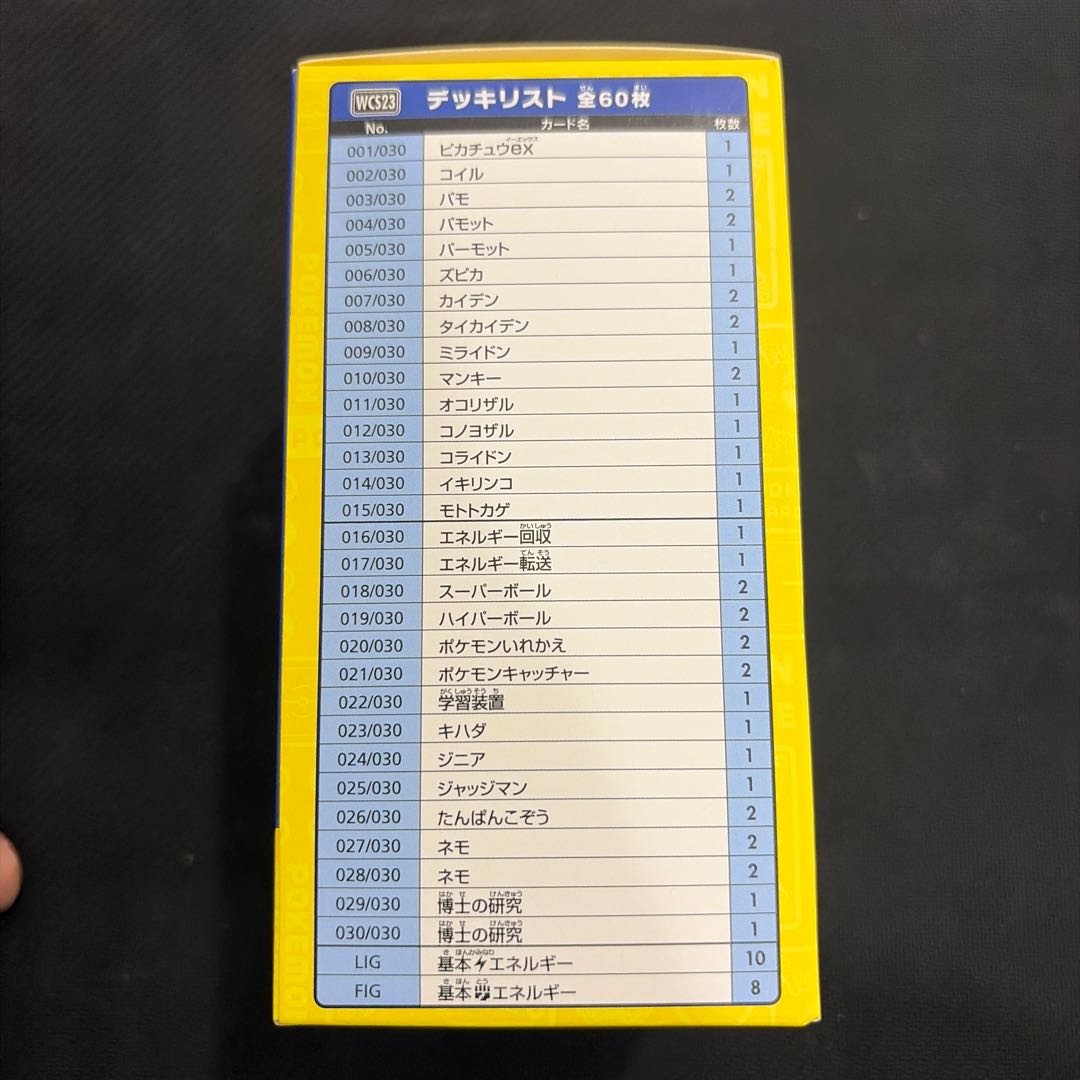 WCS23 デッキリスト 全60枚
No. カード名 枚数
001/030 ピカチュウex 1
002/030 コイル 1
003/030 パモ 2
004/030 パモット 2
005/030 パーモット 1
006/030 ズピカ 1
007/030 カイデン 2
008/030 タイカイデン 2
009/030 ミライドン 1
010/030 マンキー 2
011/030 オコリザル 1
012/030 コノヨザル 1
013/030 コライドン 1
014/030 イキリンコ 1
015/030 モトトカゲ 1
016/030 エネルギー回収 1
017/030 エネルギー転送 1
018/030 スーパーボール 2
019/030 ハイパーボール 2
020/030 ポケモンいれかえ 2
021/030 ポケモンキャッチャー 2
022/030 学習装置 1
023/030 キハダ 1
024/030 ジニア 1
025/030 ジャッジマン 1
026/030 たんぱんこぞう 2
027/030 ネモ 2
028/030 ネモ 2
029/030 博士の研究 1
030/030 博士の研究 1
LIG 基本エネルギー 10
FIG 基本エネルギー 8
POKEMON